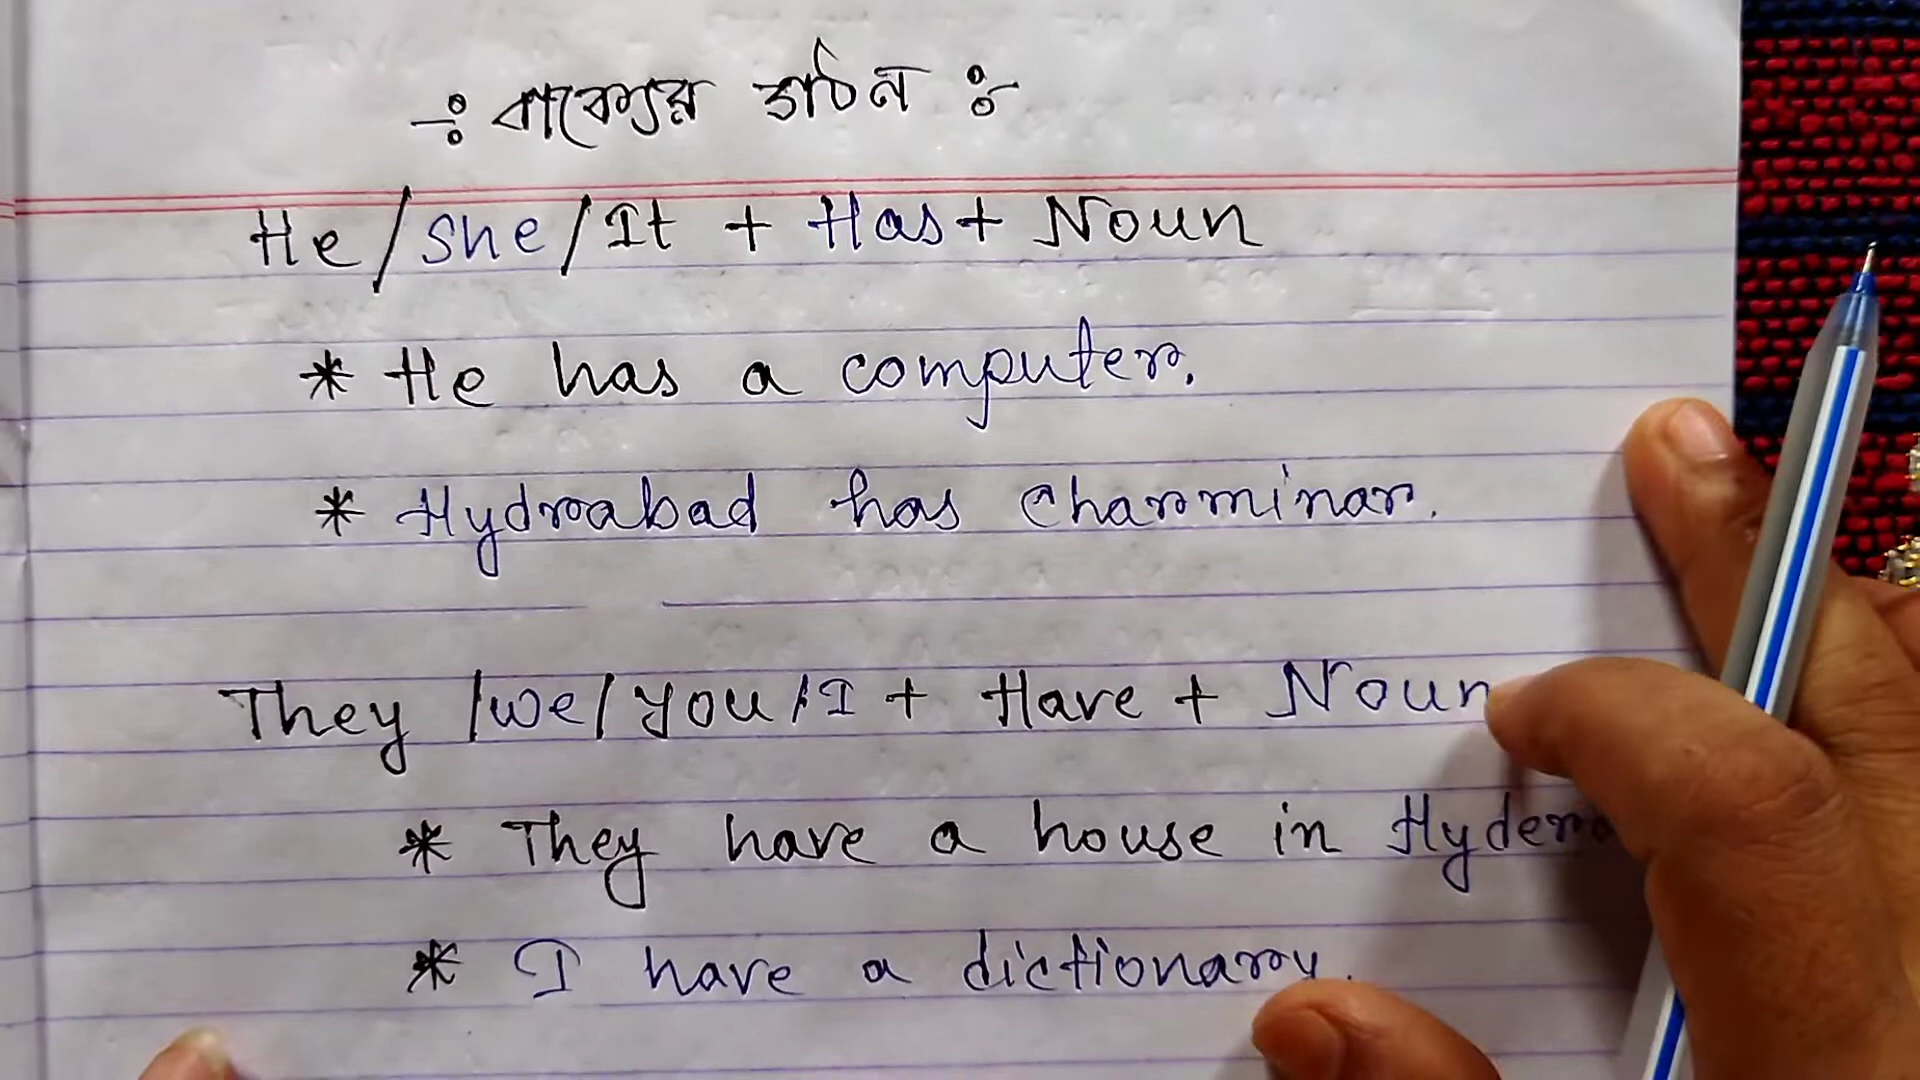 ঃ বাক্যের গঠন ঃ
He/She/It + Has + Noun
* He has a computer.
* Hydrabad has Charminar.
They /We/ You / I + Have + Noun
* They have a house in Hyder
* I have a dictionary.